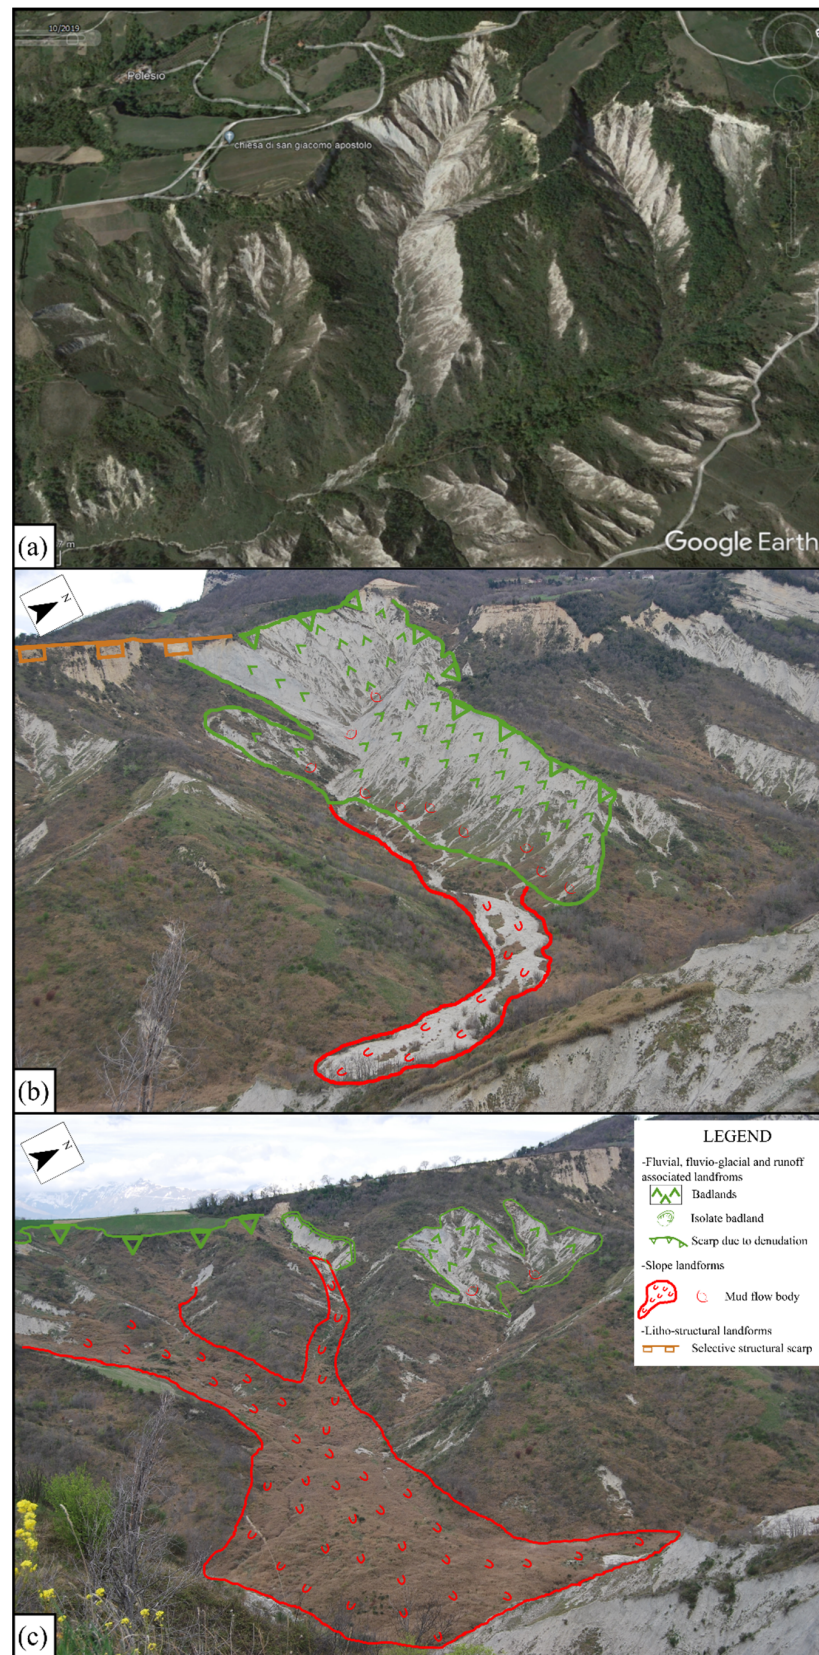 10/2019
Polesio
chiesa di san giacomo apostolo
Google Earth
(a)
N
(b)
N
LEGEND
-Fluvial, fluvio-glacial and runoff
associated landfroms
Badlands
Isolate badland
Scarp due to denudation
-Slope landforms
Mud flow body
-Litho-structural landforms
Selective structural scarp
(c)